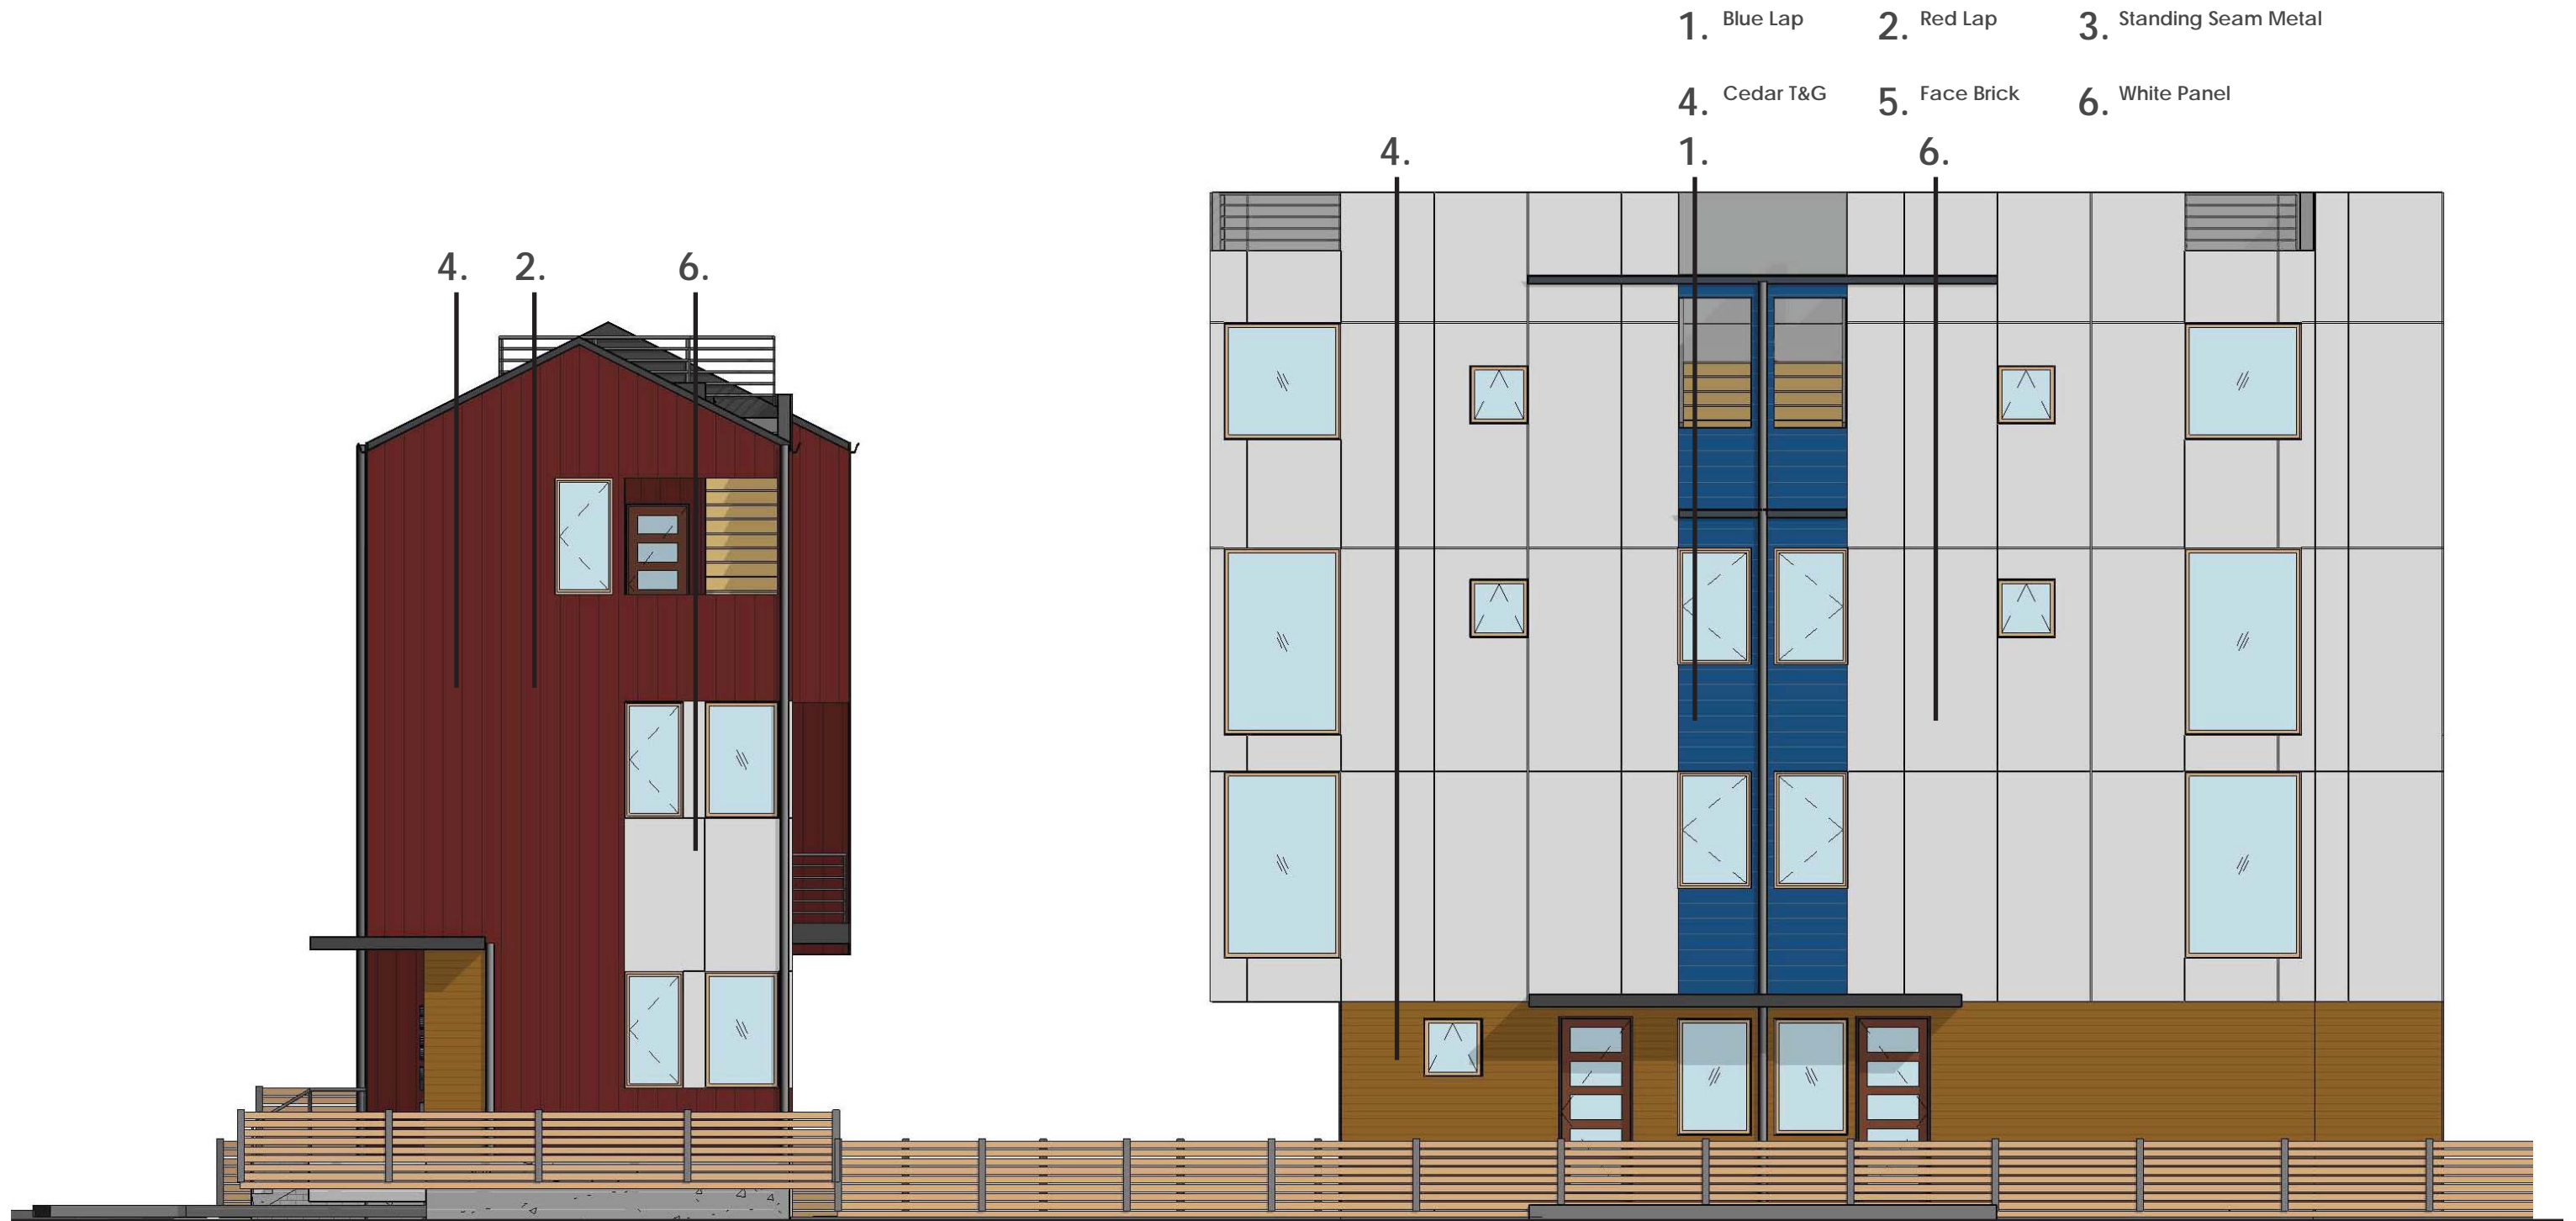 1. Blue Lap 2. Red Lap 3. Standing Seam Metal
4. Cedar T&G 5. Face Brick 6. White Panel
4. 1. 6.
4. 2. 6.